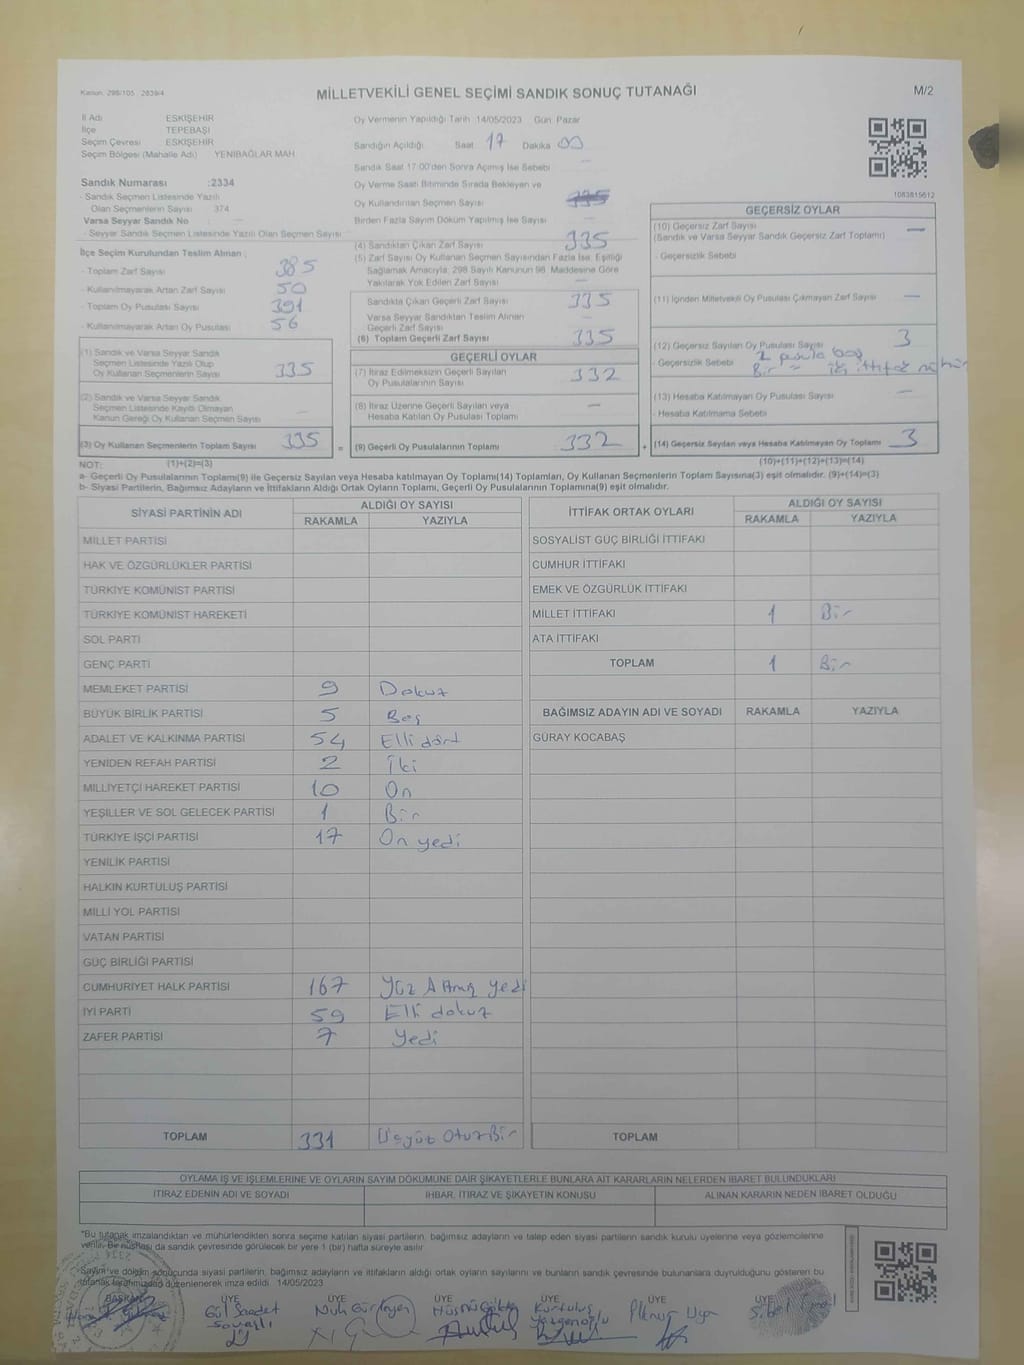 Kanun: 298/105 2839/4
MİLLETVEKİLİ GENEL SEÇİMİ SANDIK SONUÇ TUTANAĞI
M/2
İl Adı ESKİŞEHİR
İlçe TEPEBAŞI
Seçim Çevresi ESKİŞEHİR
Seçim Bölgesi (Mahalle Adı) YENİBAĞLAR MAH.
Sandık Numarası :2334
- Sandık Seçmen Listesinde Yazılı
Olan Seçmenlerin Sayısı 374
Varsa Seyyar Sandık No
- Seyyar Sandık Seçmen Listesinde Yazılı Olan Seçmen Sayısı
İlçe Seçim Kurulundan Teslim Alınan ;
- Toplam Zarf Sayısı 385
- Kullanılmayarak Artan Zarf Sayısı 50
- Toplam Oy Pusulası Sayısı 391
- Kullanılmayarak Artan Oy Pusulası 56
(1) Sandık ve Varsa Seyyar Sandık
Seçmen Listesinde Yazılı Olup
Oy Kullanan Seçmenlerin Sayısı 335
(2) Sandık ve Varsa Seyyar Sandık
Seçmen Listesinde Kayıtlı Olmayan
Kanun Gereği Oy Kullanan Seçmen Sayısı —
(3) Oy Kullanan Seçmenlerin Toplam Sayısı 335 =
Oy Vermenin Yapıldığı Tarih :14/05/2023 Gün: Pazar
Sandığın Açıldığı: Saat 17 Dakika 00
Sandık Saat 17:00'den Sonra Açılmış İse Sebebi —
Oy Verme Saati Bitiminde Sırada Bekleyen ve
Oy Kullandırılan Seçmen Sayısı
Birden Fazla Sayım Döküm Yapılmış İse Sayısı —
(4) Sandıktan Çıkan Zarf Sayısı 335
(5) Zarf Sayısı Oy Kullanan Seçmen Sayısından Fazla İse, Eşitliği
Sağlamak Amacıyla, 298 Sayılı Kanunun 98. Maddesine Göre
Yakılarak Yok Edilen Zarf Sayısı —
Sandıkta Çıkan Geçerli Zarf Sayısı 335
Varsa Seyyar Sandıktan Teslim Alınan
Geçerli Zarf Sayısı —
(6) Toplam Geçerli Zarf Sayısı 335
GEÇERLİ OYLAR
(7) İtiraz Edilmeksizin Geçerli Sayılan
Oy Pusulalarının Sayısı 332
(8) İtiraz Üzerine Geçerli Sayılan veya
Hesaba Katılan Oy Pusulası Toplamı —
(9) Geçerli Oy Pusulalarının Toplamı 332 +
1083815612
GEÇERSİZ OYLAR
(10) Geçersiz Zarf Sayısı —
(Sandık ve Varsa Seyyar Sandık Geçersiz Zarf Toplamı)
- Geçersizlik Sebebi
(11) İçinden Milletvekili Oy Pusulası Çıkmayan Zarf Sayısı —
(12) Geçersiz Sayılan Oy Pusulası Sayısı 3
- Geçersizlik Sebebi 2 pusula boş
Bir " iki ittifak
(13) Hesaba Katılmayan Oy Pusulası Sayısı —
- Hesaba Katılmama Sebebi
(14) Geçersiz Sayılan veya Hesaba Katılmayan Oy Toplamı 3
NOT: (1)+(2)=(3) (10)+(11)+(12)+(13)=(14)
a- Geçerli Oy Pusulalarının Toplamı(9) ile Geçersiz Sayılan veya Hesaba katılmayan Oy Toplamı(14) Toplamları, Oy Kullanan Seçmenlerin Toplam Sayısına(3) eşit olmalıdır. (9)+(14)=(3)
b- Siyasi Partilerin, Bağımsız Adayların ve İttifakların Aldığı Ortak Oyların Toplamı, Geçerli Oy Pusulalarının Toplamına(9) eşit olmalıdır.
SİYASİ PARTİNİN ADI ALDIĞI OY SAYISI
RAKAMLA YAZIYLA
MİLLET PARTİSİ
HAK VE ÖZGÜRLÜKLER PARTİSİ
TÜRKİYE KOMÜNİST PARTİSİ
TÜRKİYE KOMÜNİST HAREKETİ
SOL PARTİ
GENÇ PARTİ
MEMLEKET PARTİSİ 9 Dokuz
BÜYÜK BİRLİK PARTİSİ 5 Beş
ADALET VE KALKINMA PARTİSİ 54 Elli dört
YENİDEN REFAH PARTİSİ 2 İki
MİLLİYETÇİ HAREKET PARTİSİ 10 On
YEŞİLLER VE SOL GELECEK PARTİSİ 1 Bir
TÜRKİYE İŞÇİ PARTİSİ 17 On yedi
YENİLİK PARTİSİ
HALKIN KURTULUŞ PARTİSİ
MİLLİ YOL PARTİSİ
VATAN PARTİSİ
GÜÇ BİRLİĞİ PARTİSİ
CUMHURİYET HALK PARTİSİ 167 Yüz Altmış yedi
İYİ PARTİ 59 Elli dokuz
ZAFER PARTİSİ 7 Yedi
TOPLAM 331 Üçyüz OtuzBir
İTTİFAK ORTAK OYLARI ALDIĞI OY SAYISI
RAKAMLA YAZIYLA
SOSYALİST GÜÇ BİRLİĞİ İTTİFAKI
CUMHUR İTTİFAKI
EMEK VE ÖZGÜRLÜK İTTİFAKI
MİLLET İTTİFAKI 1 Bir
ATA İTTİFAKI
TOPLAM 1 Bir
BAĞIMSIZ ADAYIN ADI VE SOYADI RAKAMLA YAZIYLA
GÜRAY KOCABAŞ
TOPLAM
OYLAMA İŞ VE İŞLEMLERİNE VE OYLARIN SAYIM DÖKÜMÜNE DAİR ŞİKAYETLERLE BUNLARA AİT KARARLARIN NELERDEN İBARET BULUNDUKLARI
İTİRAZ EDENİN ADI VE SOYADI İHBAR, İTİRAZ VE ŞİKAYETİN KONUSU ALINAN KARARIN NEDEN İBARET OLDUĞU
*Bu tutanak imzalandıktan ve mühürlendikten sonra seçime katılan siyasi partilerin, bağımsız adayların ve talep eden siyasi partilerin sandık kurulu üyelerine veya gözlemcilerine
verilir. Bir nüshası da sandık çevresinde görülecek bir yere 1 (bir) hafta süreyle asılır.
Sayım ve döküm sonucunda siyasi partilerin, bağımsız adayların ve ittifakların aldığı ortak oyların sayılarını ve bunların sandık çevresinde bulunanlara duyrulduğunu gösteren bu
tutanak tarafımızdan düzenlenerek imza edildi. 14/05/2023
BAŞKAN ÜYE ÜYE ÜYE ÜYE ÜYE ÜYE
Gül Saadet Nuh Kurtuluş